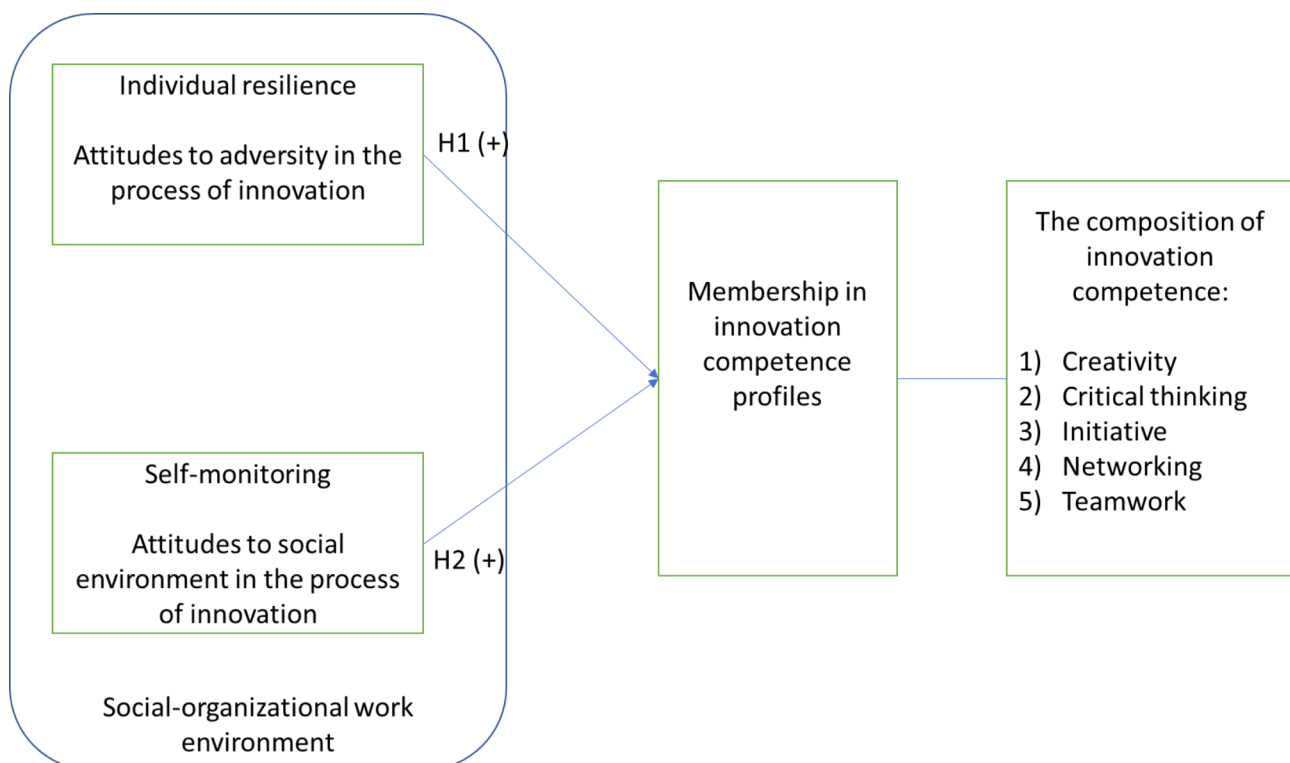 Individual resilience
Attitudes to adversity in the
process of innovation
H1 (+)
Self-monitoring
Attitudes to social
environment in the process
of innovation
H2 (+)
Social-organizational work
environment
Membership in
innovation
competence
profiles
The composition of
innovation
competence:
1) Creativity
2) Critical thinking
3) Initiative
4) Networking
5) Teamwork